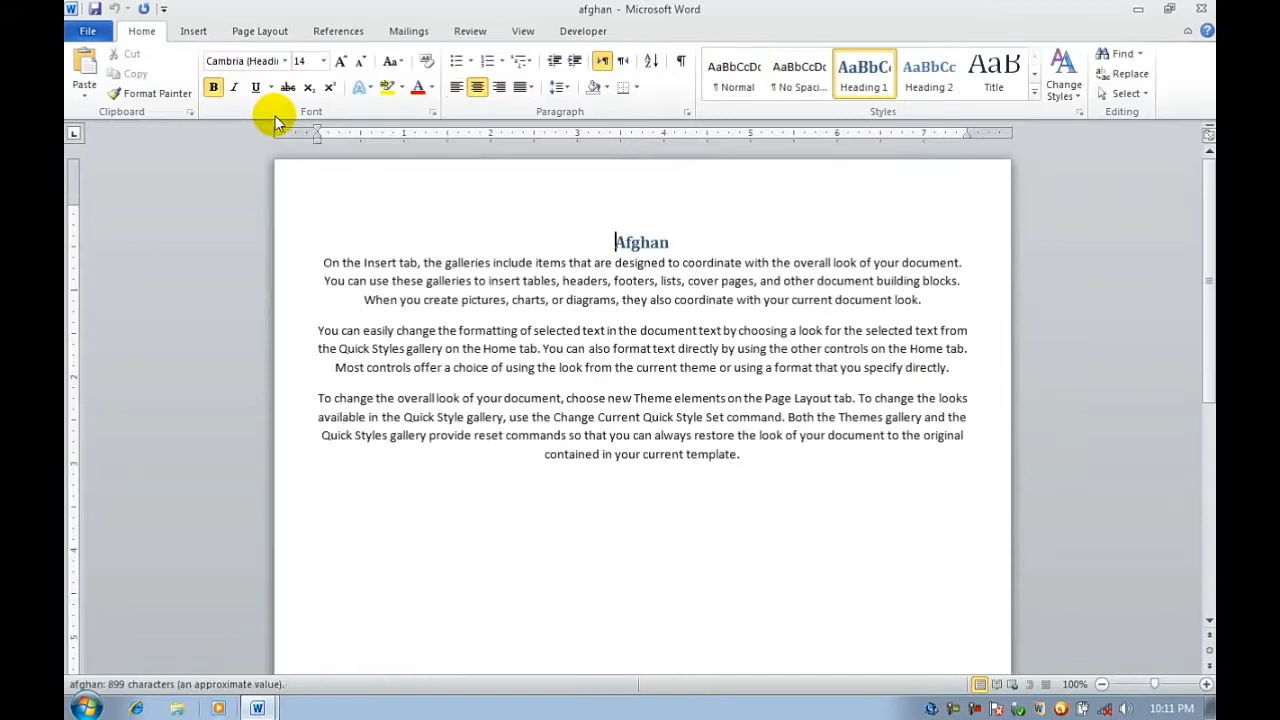 afghan - Microsoft Word
File Home Insert Page Layout References Mailings Review View Developer
Cut
Copy
Format Painter
Paste
Clipboard
Cambria (Headi 14
Font
Paragraph
AaBbCcDc AaBbCcDc AaBbC AaBbCc AaB
¶ Normal ¶ No Spaci... Heading 1 Heading 2 Title
Change
Styles
Styles
Find
Replace
Select
Editing
1 2 3 4 5 6 7
Afghan
On the Insert tab, the galleries include items that are designed to coordinate with the overall look of your document.
You can use these galleries to insert tables, headers, footers, lists, cover pages, and other document building blocks.
When you create pictures, charts, or diagrams, they also coordinate with your current document look.
You can easily change the formatting of selected text in the document text by choosing a look for the selected text from
the Quick Styles gallery on the Home tab. You can also format text directly by using the other controls on the Home tab.
Most controls offer a choice of using the look from the current theme or using a format that you specify directly.
To change the overall look of your document, choose new Theme elements on the Page Layout tab. To change the looks
available in the Quick Style gallery, use the Change Current Quick Style Set command. Both the Themes gallery and the
Quick Styles gallery provide reset commands so that you can always restore the look of your document to the original
contained in your current template.
afghan: 899 characters (an approximate value).
100%
10:11 PM